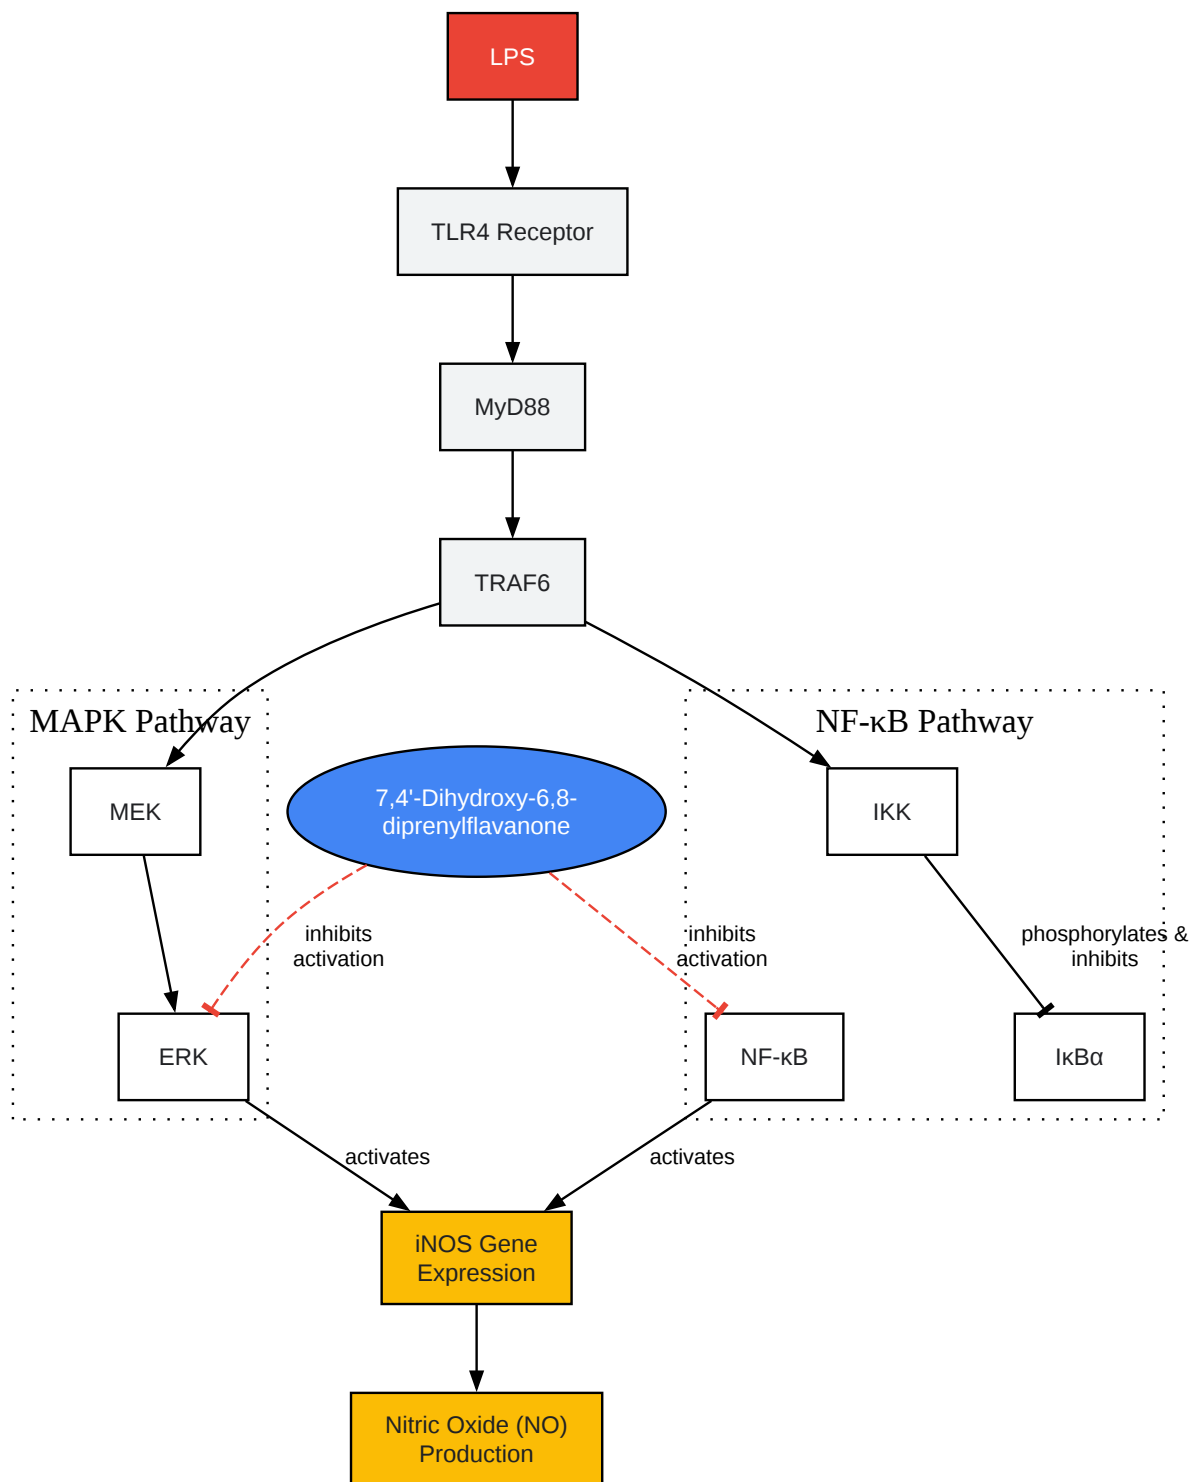 LPS
TLR4 Receptor
MyD88
TRAF6
MAPK Pathway
NF-κB Pathway
MEK
7,4'-Dihydroxy-6,8-
diprenylflavanone
IKK
inhibits
activation
inhibits
activation
phosphorylates &
inhibits
ERK
NF-κB
IκBα
activates
activates
iNOS Gene
Expression
Nitric Oxide (NO)
Production